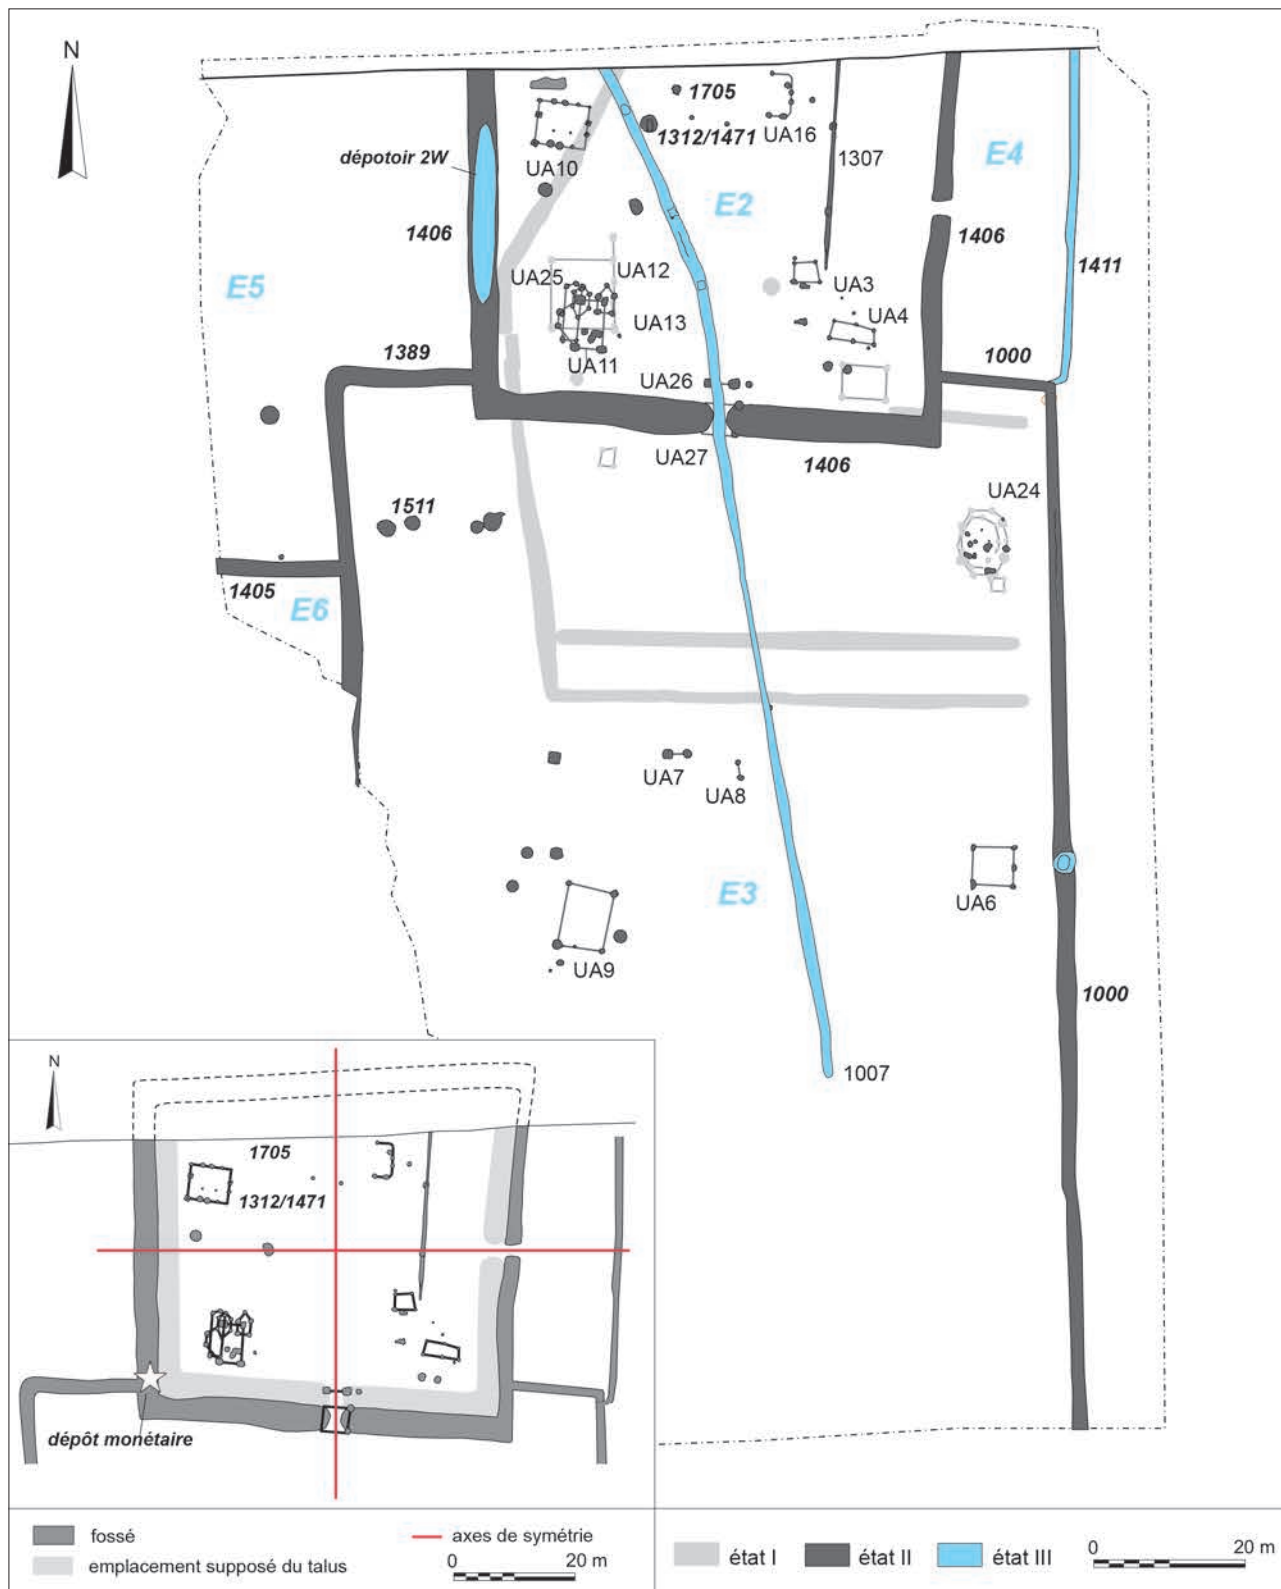 N
1705
1312/1471
UA16
UA10
1307
E4
dépotoir 2W
E2
1406
1406
1411
E5
UA25
UA12
UA3
UA13
UA4
UA11
1389
1000
UA26
UA27
1406
1511
UA24
1405
E6
UA7
UA8
E3
UA6
UA9
1000
1007
N
1705
1312/1471
dépôt monétaire
fossé
axes de symétrie
emplacement supposé du talus
0 20 m
état I
état II
état III
0 20 m